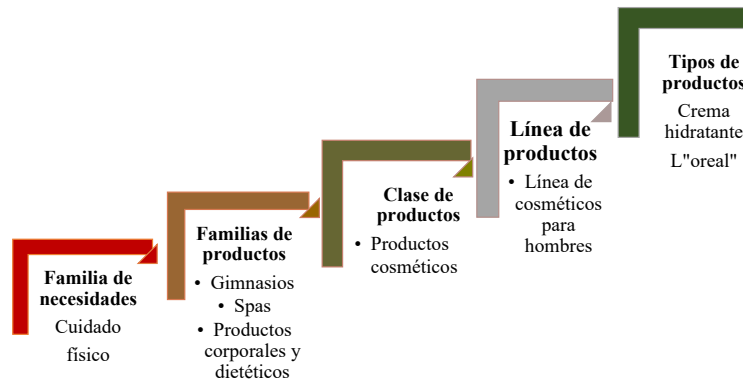 Familia de
necesidades
Cuidado
físico
Familias de
productos
• Gimnasios
• Spas
• Productos
corporales y
dietéticos
Clase de
productos
• Productos
cosméticos
Línea de
productos
• Línea de
cosméticos
para
hombres
Tipos de
productos
Crema
hidratante
L"oreal"